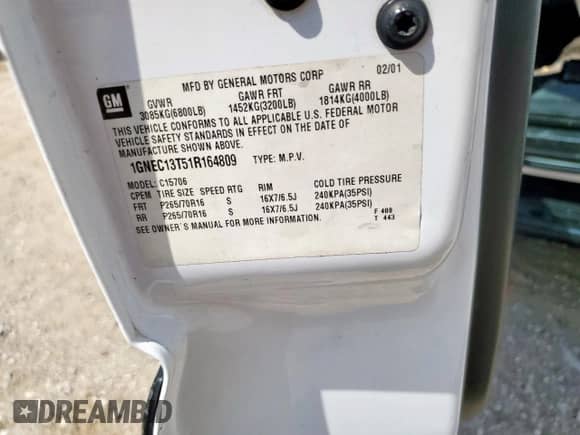 MFD BY GENERAL MOTORS CORP 02/01
GM
GVWR GAWR FRT GAWR RR
3085KG(6800LB) 1452KG(3200LB) 1814KG(4000LB)
THIS VEHICLE CONFORMS TO ALL APPLICABLE U.S. FEDERAL MOTOR
VEHICLE SAFETY STANDARDS IN EFFECT ON THE DATE OF
MANUFACTURE SHOWN ABOVE.
1GNEC13T51R164809 TYPE: M.P.V.
MODEL: C15706
CPEM TIRE SIZE SPEED RTG RIM COLD TIRE PRESSURE
FRT P265/70R16 S 16X7/6.5J 240KPA(35PSI)
RR P265/70R16 S 16X7/6.5J 240KPA(35PSI)
SEE OWNER'S MANUAL FOR MORE INFORMATION.
F 409
T 443
DREAMBID